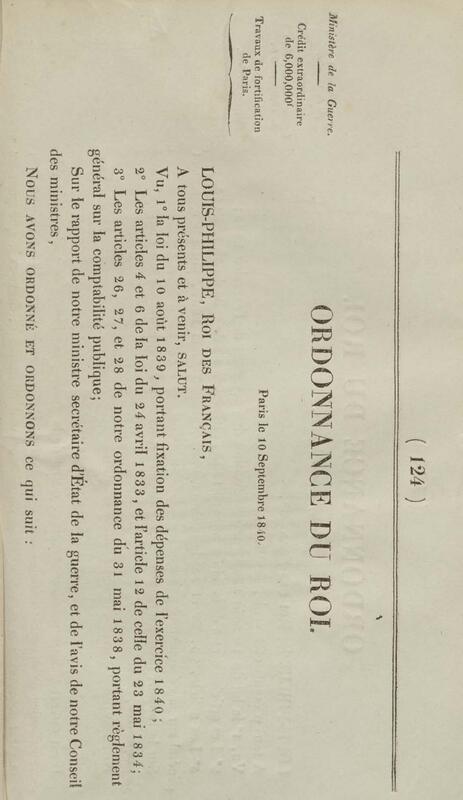 ( 124 )
ORDONNANCE DU ROI.
Paris le 10 Septembre 1840.
Ministère de la Guerre.
Crédit extraordinaire
de 6,000,000f
Travaux de fortification
de Paris.
LOUIS-PHILIPPE, Roi des Français,
A tous présents et à venir, salut.
Vu, 1° la loi du 10 août 1839, portant fixation des dépenses de l'exercice 1840;
2° Les articles 4 et 6 de la loi du 24 avril 1833, et l'article 12 de celle du 23 mai 1834;
3° Les articles 26, 27, et 28 de notre ordonnance du 31 mai 1838, portant règlement
général sur la comptabilité publique;
Sur le rapport de notre ministre secrétaire d'État de la guerre, et de l'avis de notre Conseil
des ministres,
Nous avons ordonné et ordonnons ce qui suit :